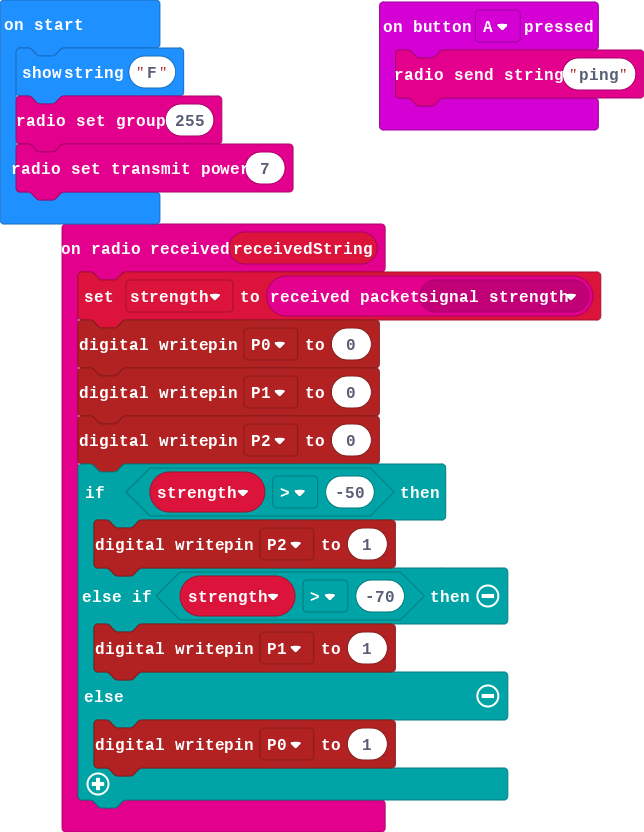 on start
show string "F"
radio set group 255
radio set transmit power 7
on button A pressed
radio send string "ping"
on radio received receivedString
set strength to received packet signal strength
digital write pin P0 to 0
digital write pin P1 to 0
digital write pin P2 to 0
if strength > -50 then
digital write pin P2 to 1
else if strength > -70 then
digital write pin P1 to 1
else
digital write pin P0 to 1